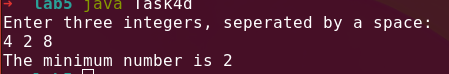 → lab5 java Task4d
Enter three integers, seperated by a space:
4 2 8
The minimum number is 2